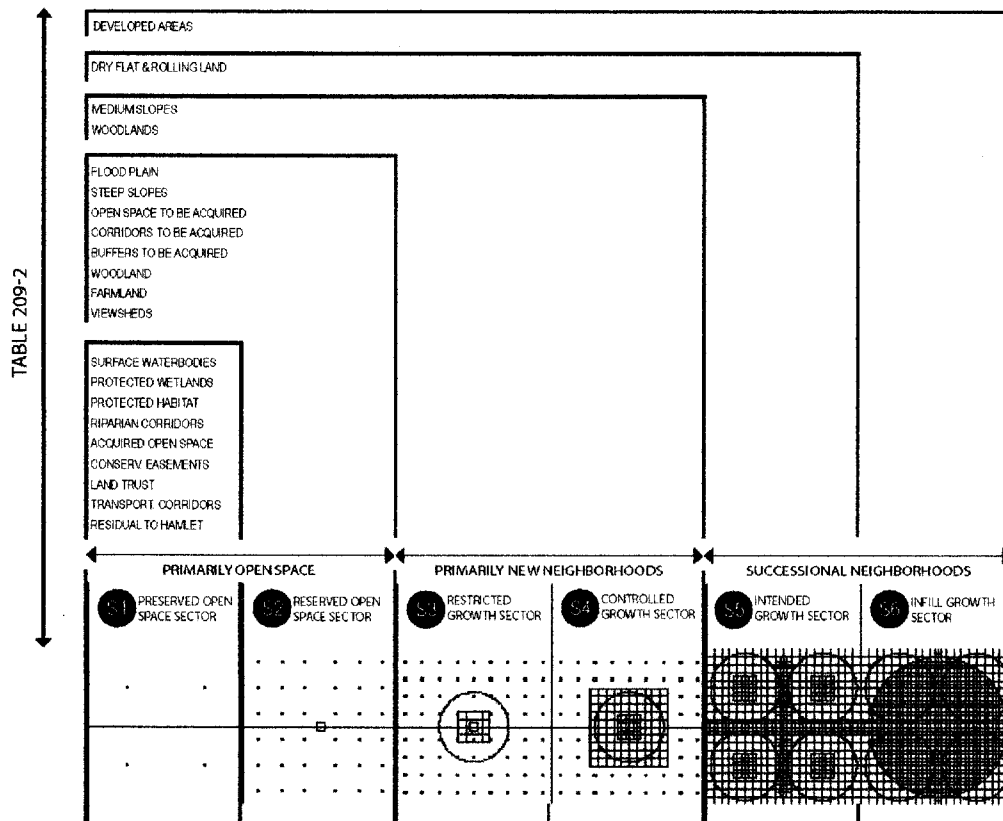 TABLE 209-2
DEVELOPED AREAS
DRY FLAT & ROLLING LAND
MEDIUM SLOPES
WOODLANDS
FLOOD PLAIN
STEEP SLOPES
OPEN SPACE TO BE ACQUIRED
CORRIDORS TO BE ACQUIRED
BUFFERS TO BE ACQUIRED
WOODLAND
FARMLAND
VIEWSHEDS
SURFACE WATERBODIES
PROTECTED WETLANDS
PROTECTED HABITAT
RIPARIAN CORRIDORS
ACQUIRED OPEN SPACE
CONSERV. EASEMENTS
LAND TRUST
TRANSPORT. CORRIDORS
RESIDUAL TO HAMLET
PRIMARILY OPEN SPACE
PRIMARILY NEW NEIGHBORHOODS
SUCCESSIONAL NEIGHBORHOODS
S1 PRESERVED OPEN
SPACE SECTOR
S2 RESERVED OPEN
SPACE SECTOR
S3 RESTRICTED
GROWTH SECTOR
S4 CONTROLLED
GROWTH SECTOR
S5 INTENDED
GROWTH SECTOR
S6 INFILL GROWTH
SECTOR